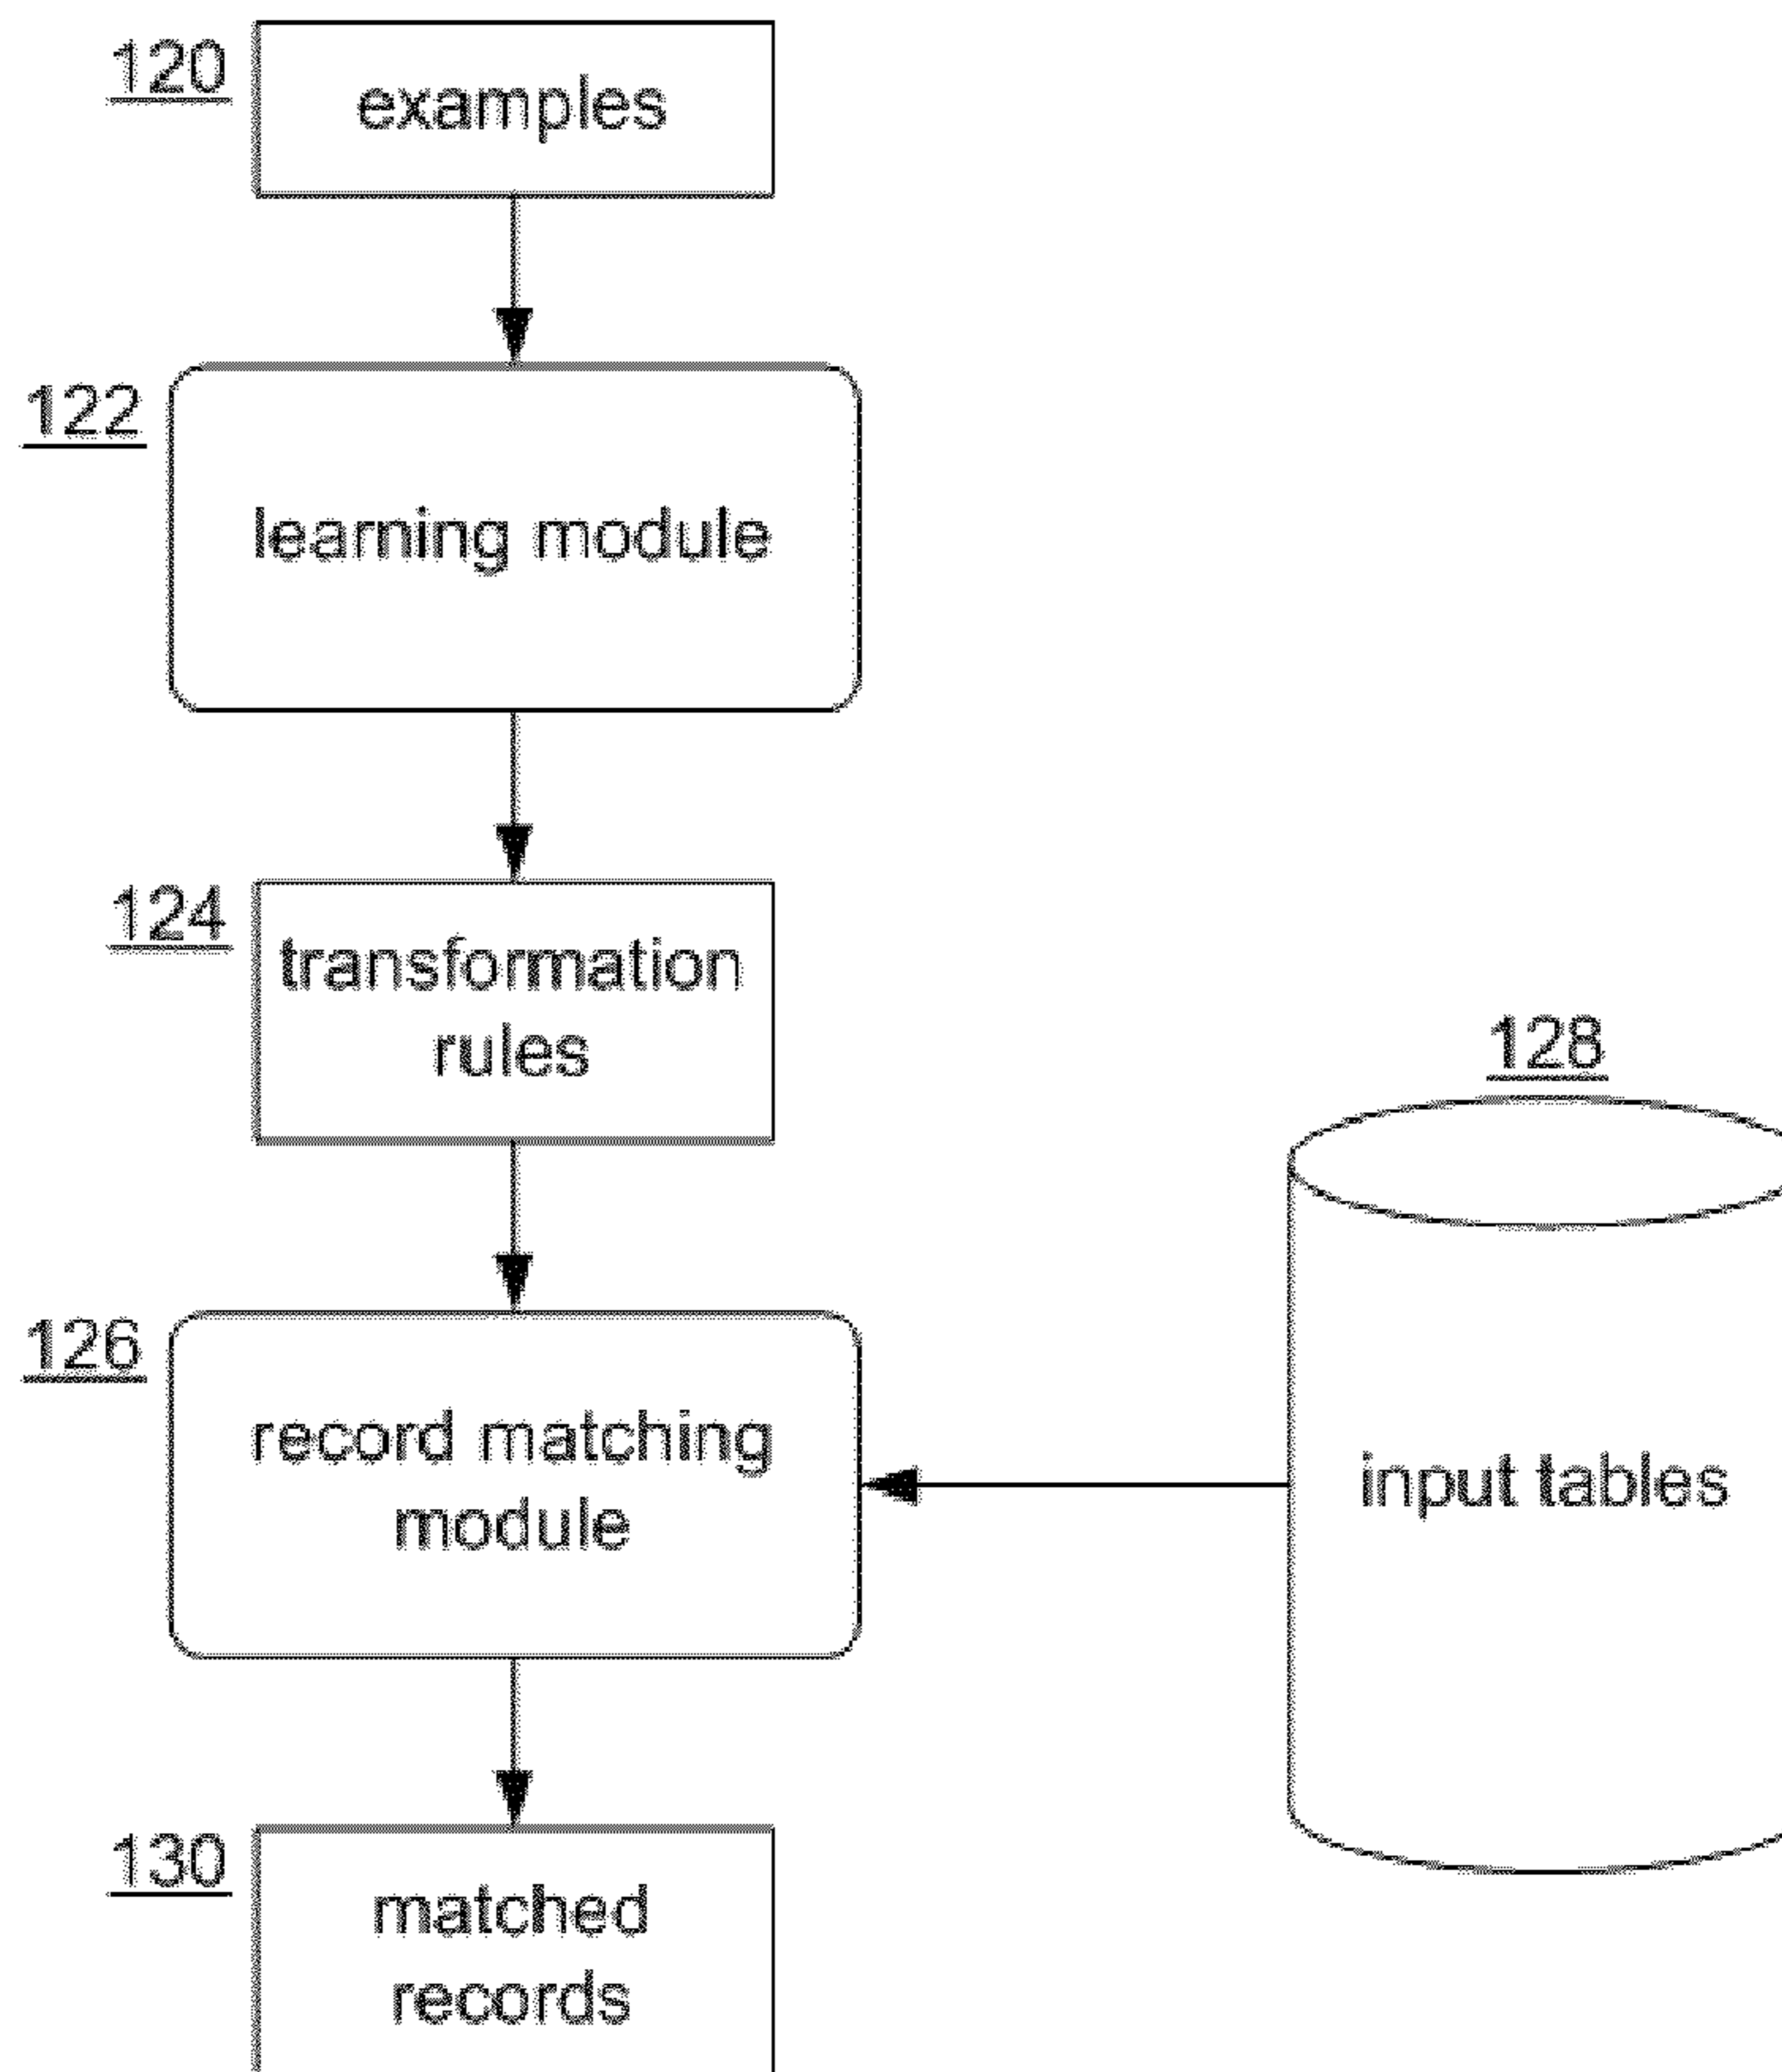 120
examples
122
learning module
124
transformation
rules
128
126
record matching
module
input tables
130
matched
records